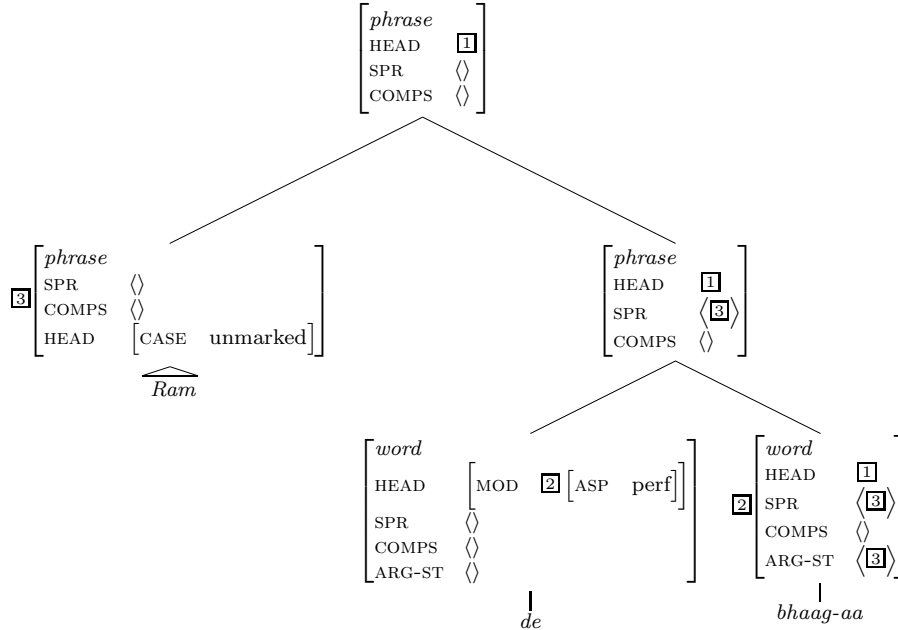 phrase
HEAD 1
SPR ⟨⟩
COMPS ⟨⟩
3
phrase
SPR ⟨⟩
COMPS ⟨⟩
HEAD [CASE unmarked]
Ram
phrase
HEAD 1
SPR ⟨3⟩
COMPS ⟨⟩
word
HEAD [MOD 2 [ASP perf]]
SPR ⟨⟩
COMPS ⟨⟩
ARG-ST ⟨⟩
de
2
word
HEAD 1
SPR ⟨3⟩
COMPS ⟨⟩
ARG-ST ⟨3⟩
bhaag-aa